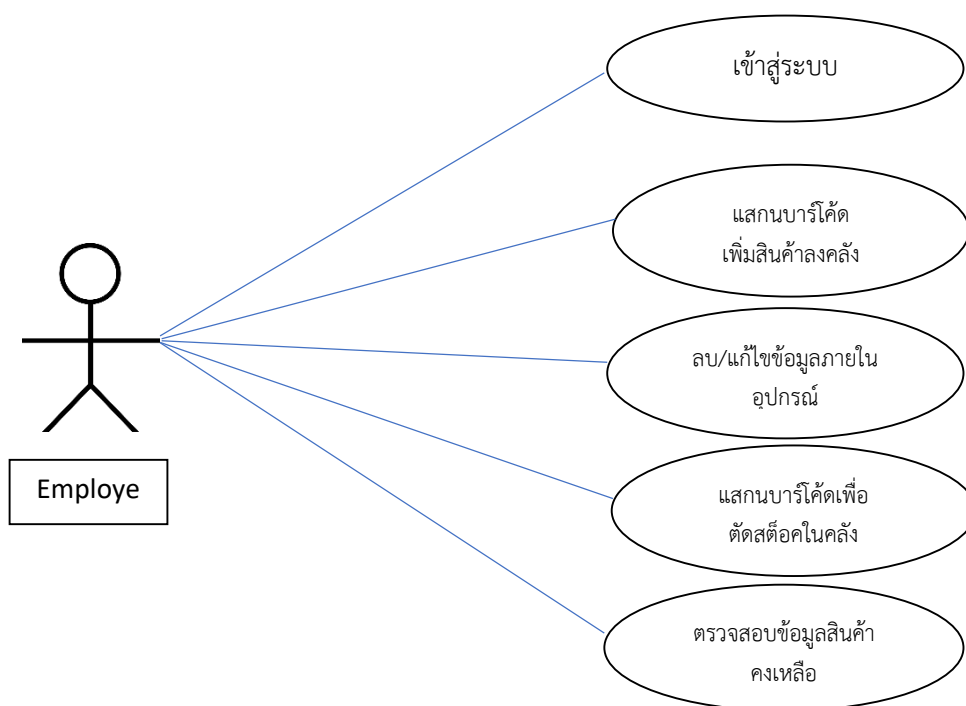 เข้าสู่ระบบ
แสกนบาร์โค้ด
เพิ่มสินค้าลงคลัง
ลบ/แก้ไขข้อมูลภายใน
อุปกรณ์
Employe
แสกนบาร์โค้ดเพื่อ
ตัดสต็อคในคลัง
ตรวจสอบข้อมูลสินค้า
คงเหลือ